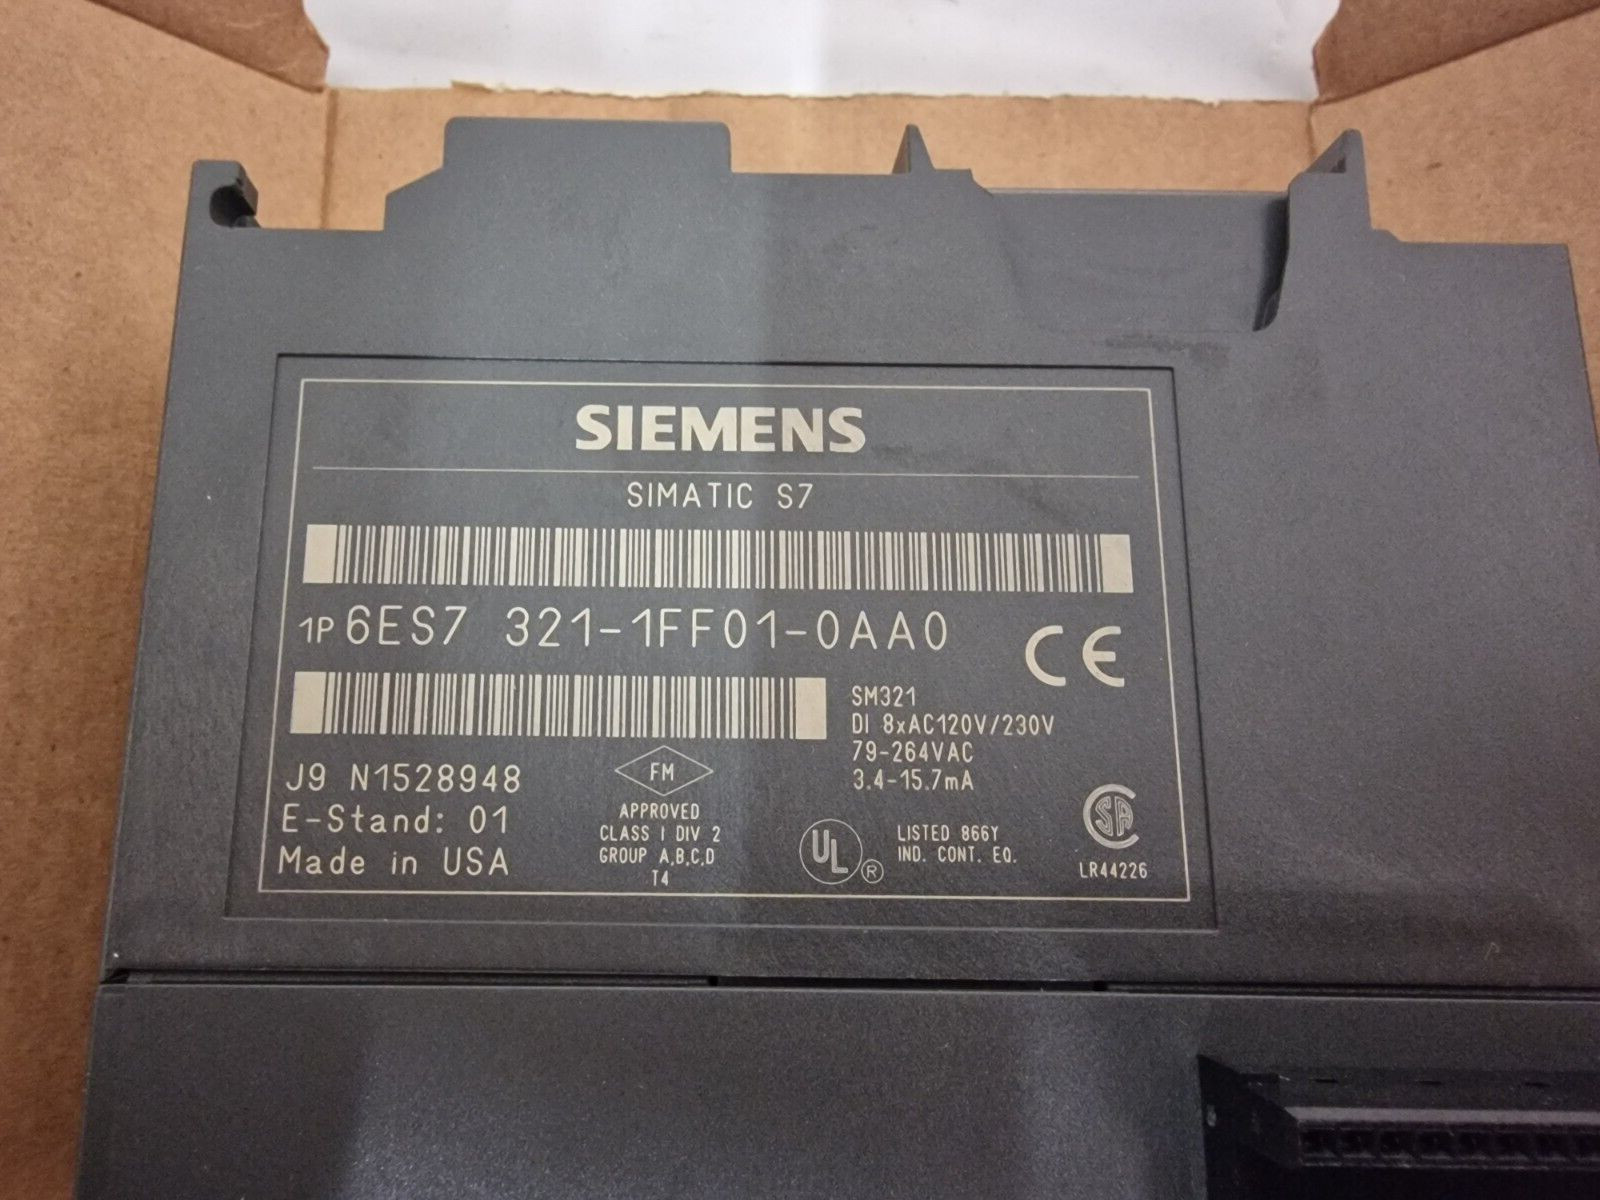 SIEMENS
SIMATIC S7
1P 6ES7 321-1FF01-0AA0
CE
SM321
DI 8xAC120V/230V
79-264VAC
3.4-15.7mA
J9 N1528948
E-Stand: 01
Made in USA
FM
APPROVED
CLASS I DIV 2
GROUP A,B,C,D
T4
UL ®
LISTED 866Y
IND. CONT. EQ.
SA
LR44226